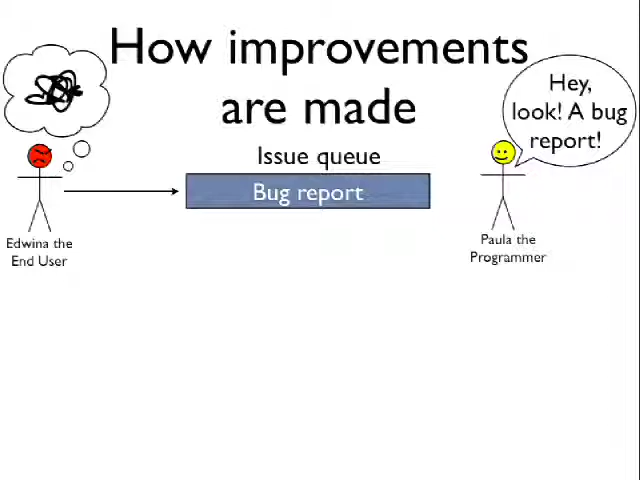 How improvements
are made
Hey,
look! A bug
report!
Issue queue
Bug report
Edwina the
End User
Paula the
Programmer